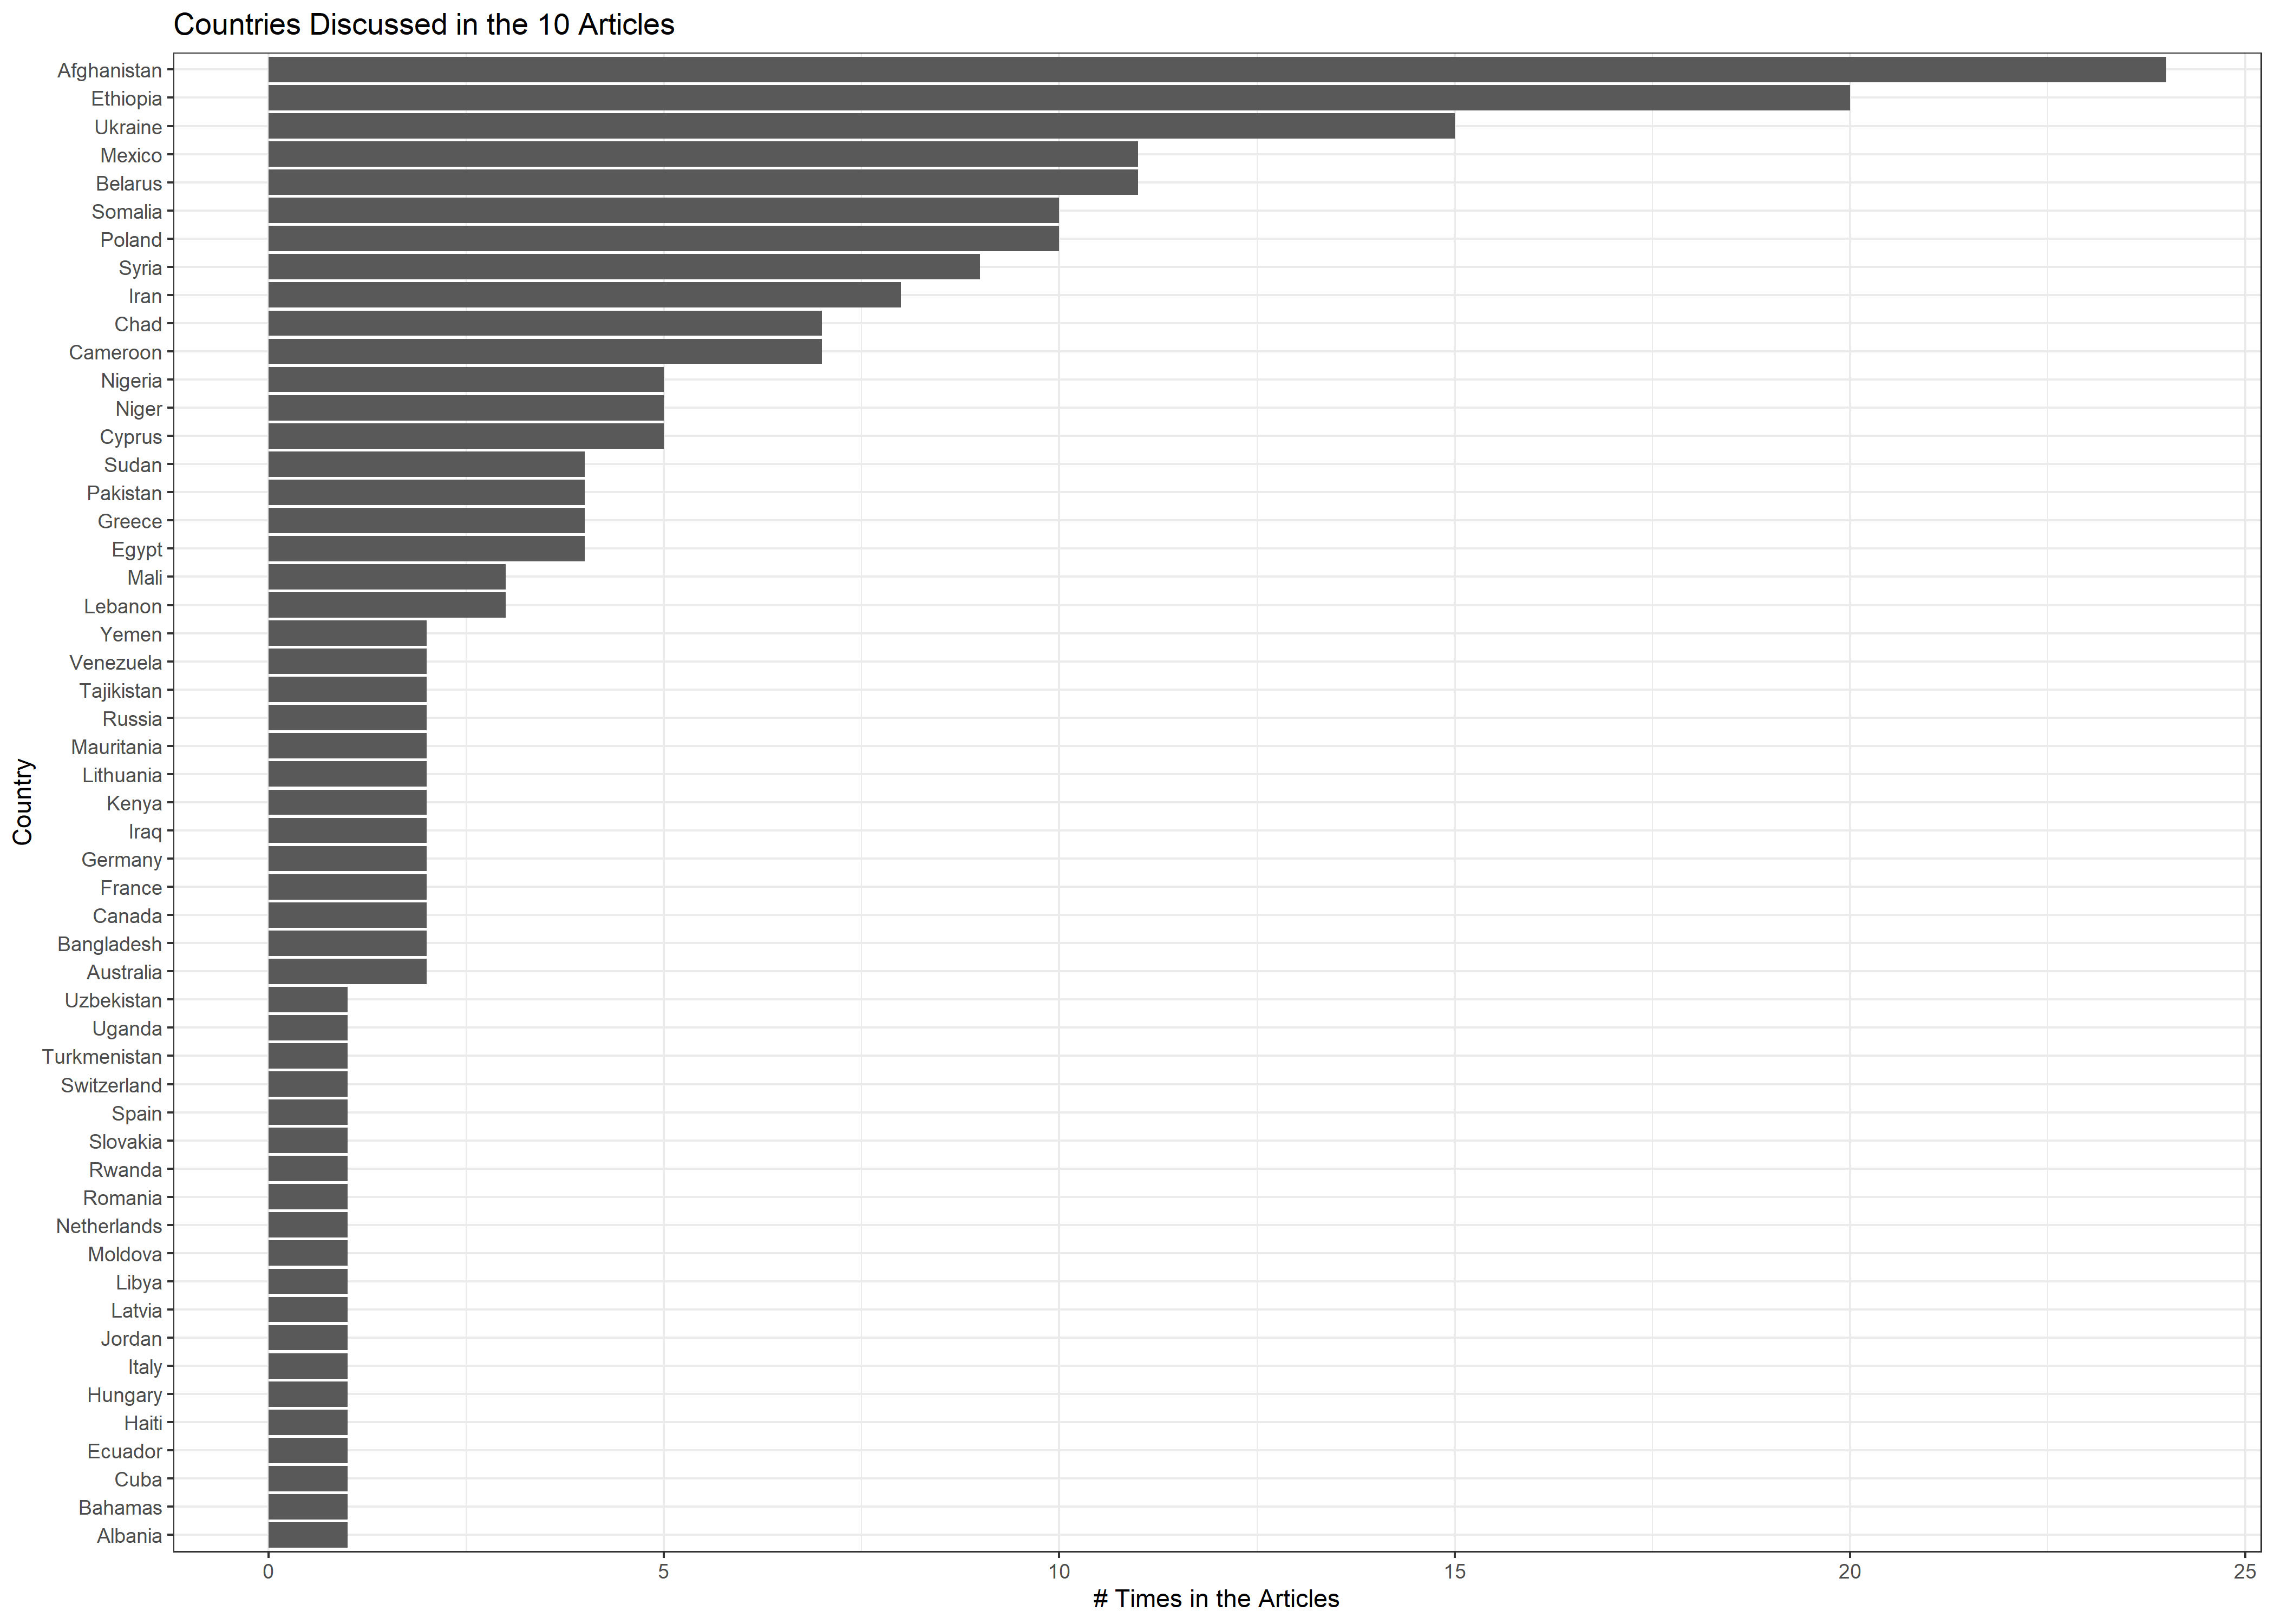 Countries Discussed in the 10 Articles
Afghanistan
Ethiopia
Ukraine
Mexico
Belarus
Somalia
Poland
Syria
Iran
Chad
Cameroon
Nigeria
Niger
Cyprus
Sudan
Pakistan
Greece
Egypt
Mali
Lebanon
Yemen
Venezuela
Tajikistan
Russia
Mauritania
Lithuania
Kenya
Iraq
Germany
France
Canada
Bangladesh
Australia
Uzbekistan
Uganda
Turkmenistan
Switzerland
Spain
Slovakia
Rwanda
Romania
Netherlands
Moldova
Libya
Latvia
Jordan
Italy
Hungary
Haiti
Ecuador
Cuba
Bahamas
Albania
Country
0 5 10 15 20 25
# Times in the Articles